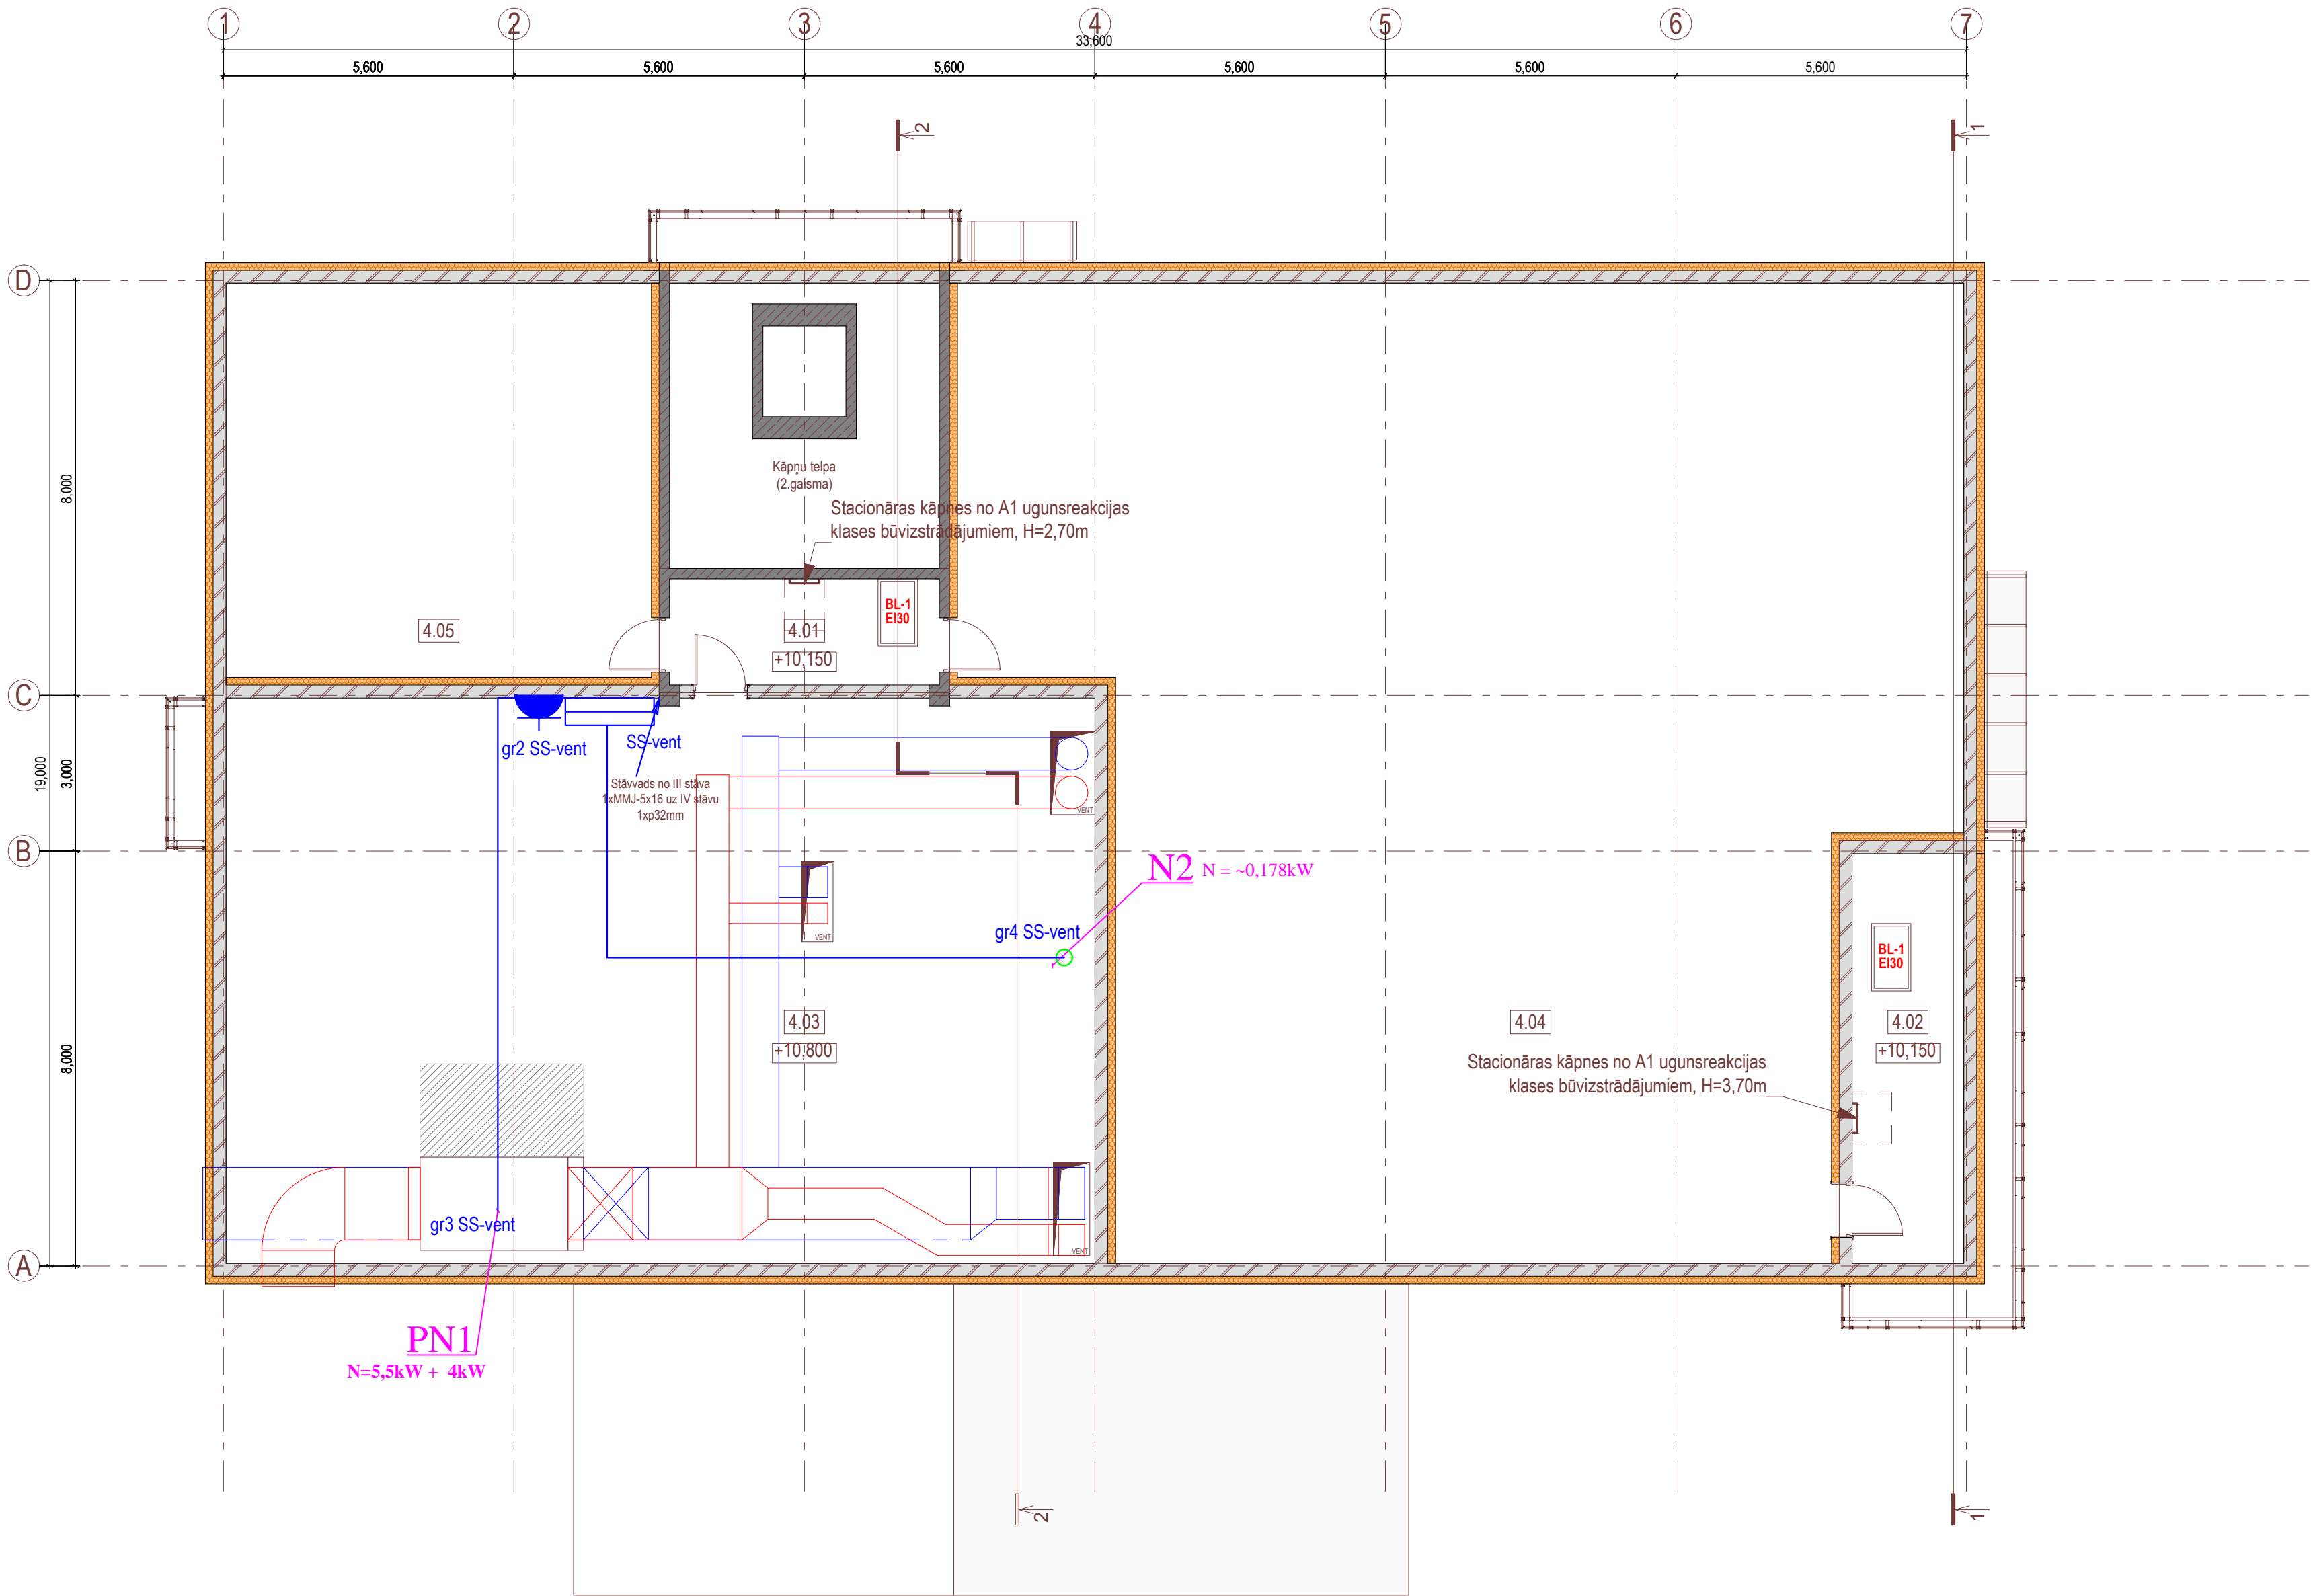 1 2 3 4 5 6 7
33,600
5,600 5,600 5,600 5,600 5,600 5,600
2
1
D
8,000
Kāpņu telpa
(2.gaisma)
Stacionāras kāpnes no A1 ugunsreakcijas
klases būvizstrādājumiem, H=2,70m
BL-1
EI30
4.05
4.01
+10,150
C
gr2 SS-vent
SS-vent
19,000
3,000
Stāvvads no III stāva
1xMMJ-5x16 uz IV stāvu
1xp32mm
VENT
B
N2 N = ~0,178kW
VENT
gr4 SS-vent
r
BL-1
EI30
4.03
+10,800
4.04
4.02
+10,150
8,000
Stacionāras kāpnes no A1 ugunsreakcijas
klases būvizstrādājumiem, H=3,70m
gr3 SS-vent
VENT
A
PN1
N=5,5kW + 4kW
2
1